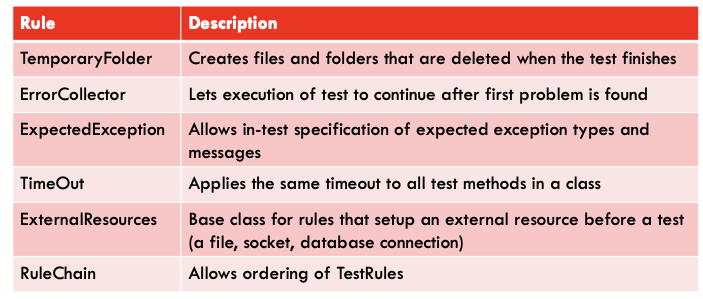 Rule Description
TemporaryFolder Creates files and folders that are deleted when the test finishes
ErrorCollector Lets execution of test to continue after first problem is found
ExpectedException Allows in-test specification of expected exception types and
messages
TimeOut Applies the same timeout to all test methods in a class
ExternalResources Base class for rules that setup an external resource before a test
(a file, socket, database connection)
RuleChain Allows ordering of TestRules